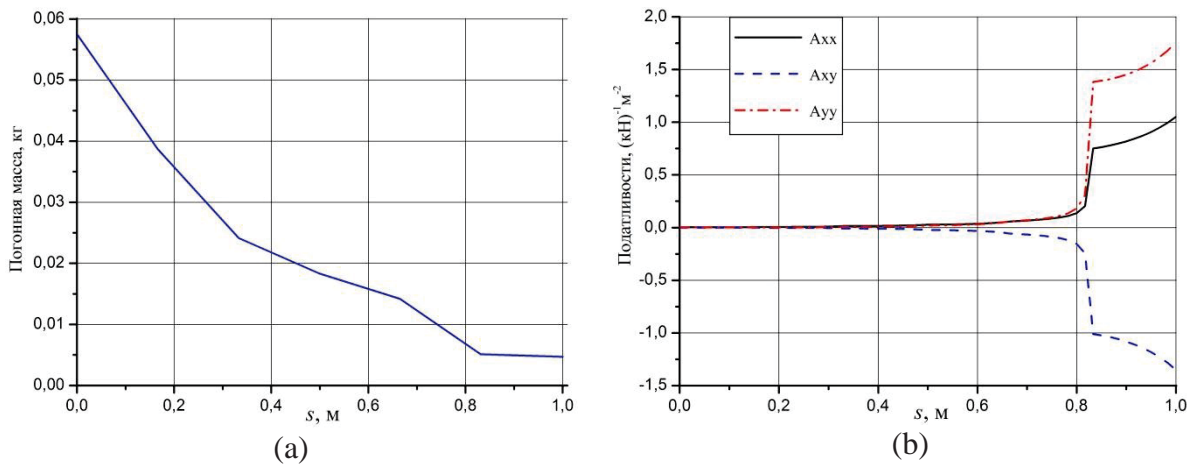 Погонная масса, кг
0,06
0,05
0,04
0,03
0,02
0,01
0,00
0,0 0,2 0,4 0,6 0,8 1,0
s, м
(a)
Податливости, (кН)⁻¹м⁻²
2,0
1,5
1,0
0,5
0,0
-0,5
-1,0
-1,5
Axx
Axy
Ayy
0,0 0,2 0,4 0,6 0,8 1,0
s, м
(b)